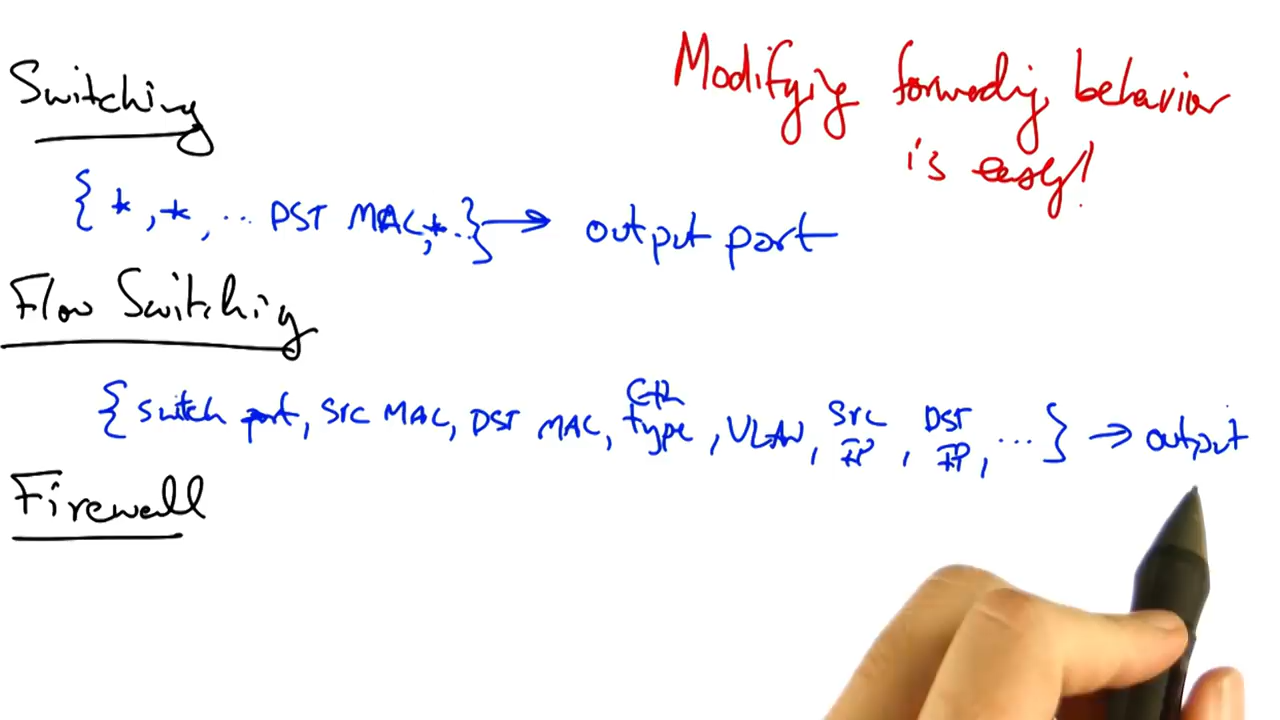 Switching
Modifying forwarding behavior
is easy!
{ *, *, ... DST MAC, *.. } → output port
Flow Switching
{ switch port, SrC MAC, DST MAC, Eth type, VLAN, SrC IP, DST IP, ... } → output
Firewall